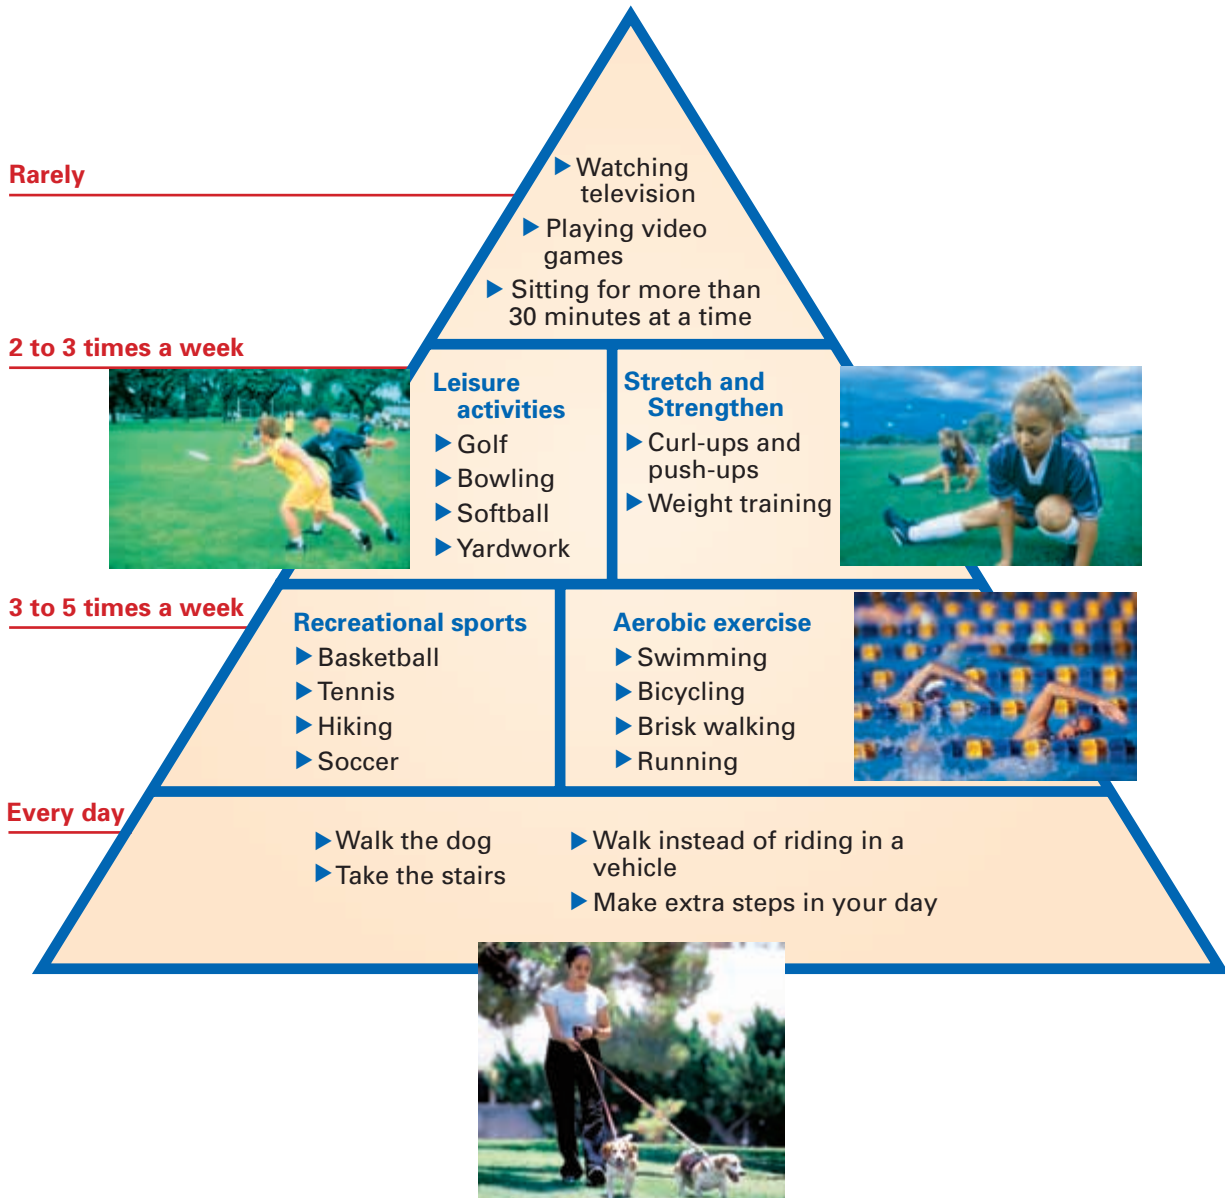 Rarely
▶ Watching
television
▶ Playing video
games
▶ Sitting for more than
30 minutes at a time
2 to 3 times a week
Leisure
activities
▶ Golf
▶ Bowling
▶ Softball
▶ Yardwork
Stretch and
Strengthen
▶ Curl-ups and
push-ups
▶ Weight training
3 to 5 times a week
Recreational sports
▶ Basketball
▶ Tennis
▶ Hiking
▶ Soccer
Aerobic exercise
▶ Swimming
▶ Bicycling
▶ Brisk walking
▶ Running
Every day
▶ Walk the dog
▶ Take the stairs
▶ Walk instead of riding in a
vehicle
▶ Make extra steps in your day